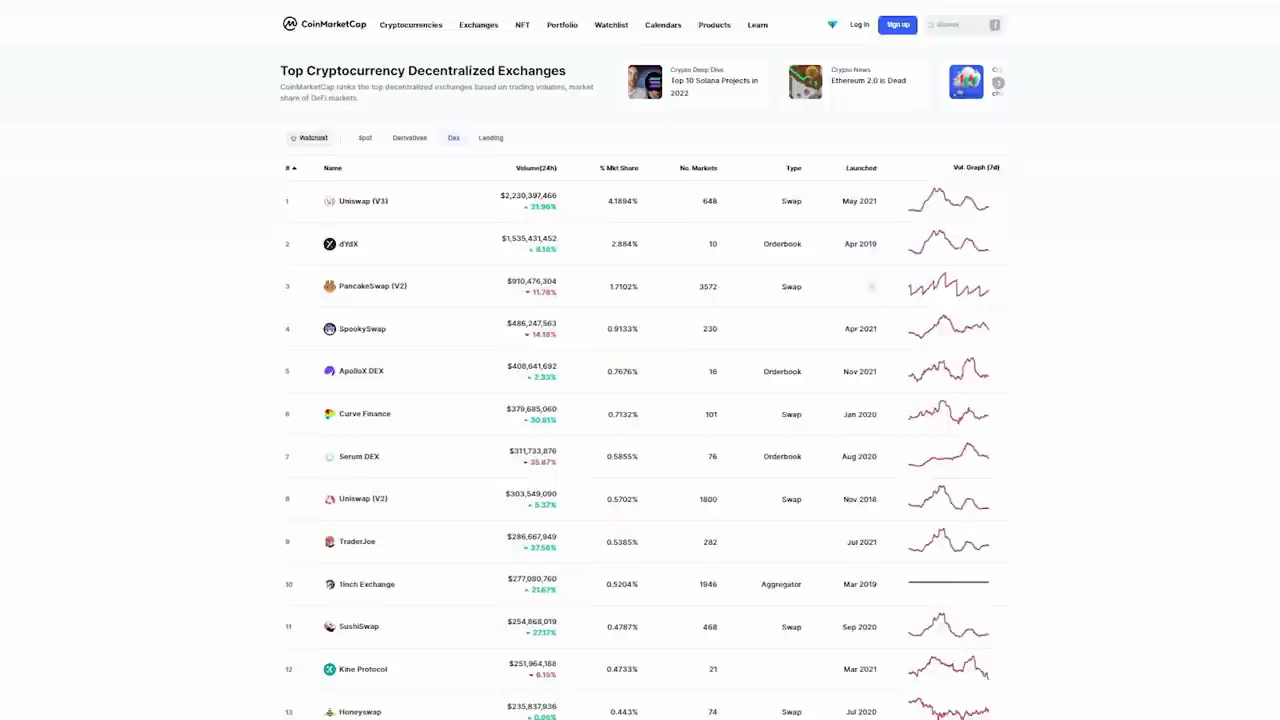 CoinMarketCap Cryptocurrencies Exchanges NFT Portfolio Watchlist Calendars Products Learn Log In Sign up Search /
Top Cryptocurrency Decentralized Exchanges
CoinMarketCap ranks the top decentralized exchanges based on trading volumes, market
share of DeFi markets.
Crypto Deep Dive
Top 10 Solana Projects in
2022
Crypto News
Ethereum 2.0 is Dead
Watchlist Spot Derivatives Dex Lending
# Name Volume(24h) % Mkt Share No. Markets Type Launched Vol. Graph (7d)
1 Uniswap (V3) $2,230,397,466 4.1894% 648 Swap May 2021
21.96%
2 dYdX $1,535,431,452 2.884% 10 Orderbook Apr 2019
8.16%
3 PancakeSwap (V2) $910,476,304 1.7102% 3572 Swap
11.78%
4 SpookySwap $486,247,563 0.9133% 230 Apr 2021
14.18%
5 ApolloX DEX $408,641,692 0.7676% 16 Orderbook Nov 2021
2.33%
6 Curve Finance $379,685,060 0.7132% 101 Swap Jan 2020
30.81%
7 Serum DEX $311,733,876 0.5855% 76 Orderbook Aug 2020
35.87%
8 Uniswap (V2) $303,549,090 0.5702% 1800 Swap Nov 2018
5.37%
9 TraderJoe $286,667,949 0.5385% 282 Jul 2021
37.56%
10 1inch Exchange $277,080,760 0.5204% 1946 Aggregator Mar 2019
21.67%
11 SushiSwap $254,868,019 0.4787% 468 Swap Sep 2020
27.17%
12 Kine Protocol $251,964,188 0.4733% 21 Mar 2021
6.15%
13 Honeyswap $235,837,936 0.443% 74 Swap Jul 2020
0.96%